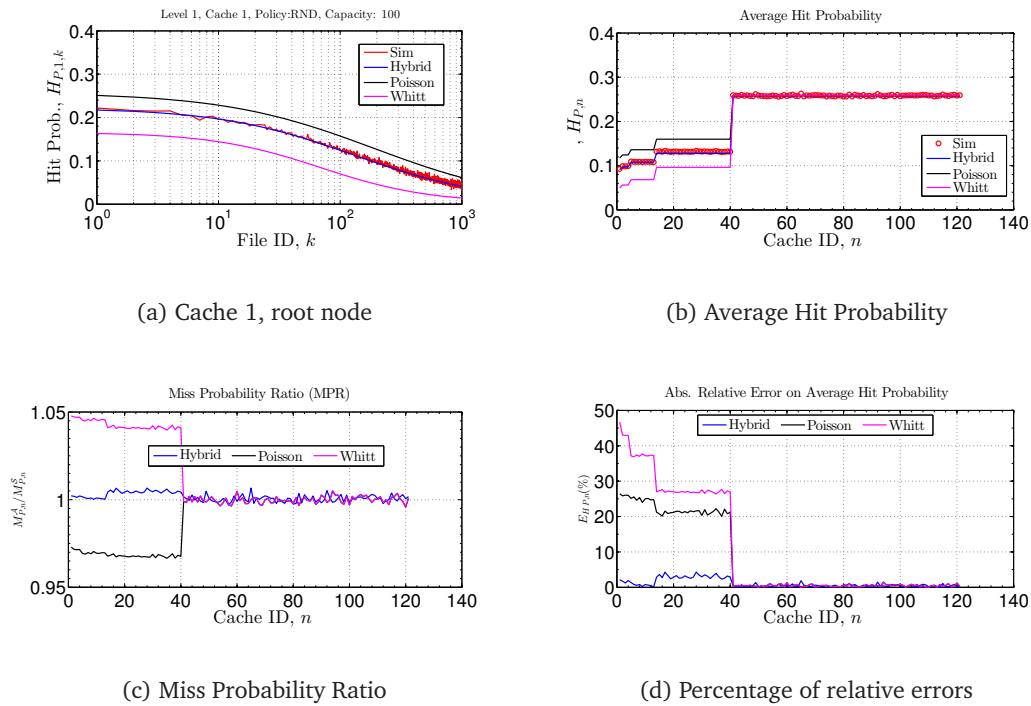 Level 1, Cache 1, Policy:RND, Capacity: 100
Hit Prob., H_{P,1,k}
0.4
0.3
0.2
0.1
0
Sim
Hybrid
Poisson
Whitt
10^0
10^1
10^2
10^3
File ID, k
(a) Cache 1, root node
Average Hit Probability
, H_{P,n}
0.4
0.3
0.2
0.1
0
Sim
Hybrid
Poisson
Whitt
0 20 40 60 80 100 120 140
Cache ID, n
(b) Average Hit Probability
Miss Probability Ratio (MPR)
M^A_{P,n}/M^S_{P,n}
1.05
1
0.95
Hybrid Poisson Whitt
0 20 40 60 80 100 120 140
Cache ID, n
(c) Miss Probability Ratio
Abs. Relative Error on Average Hit Probability
E_{H P,n}(%)
50
40
30
20
10
0
Hybrid Poisson Whitt
0 20 40 60 80 100 120 140
Cache ID, n
(d) Percentage of relative errors